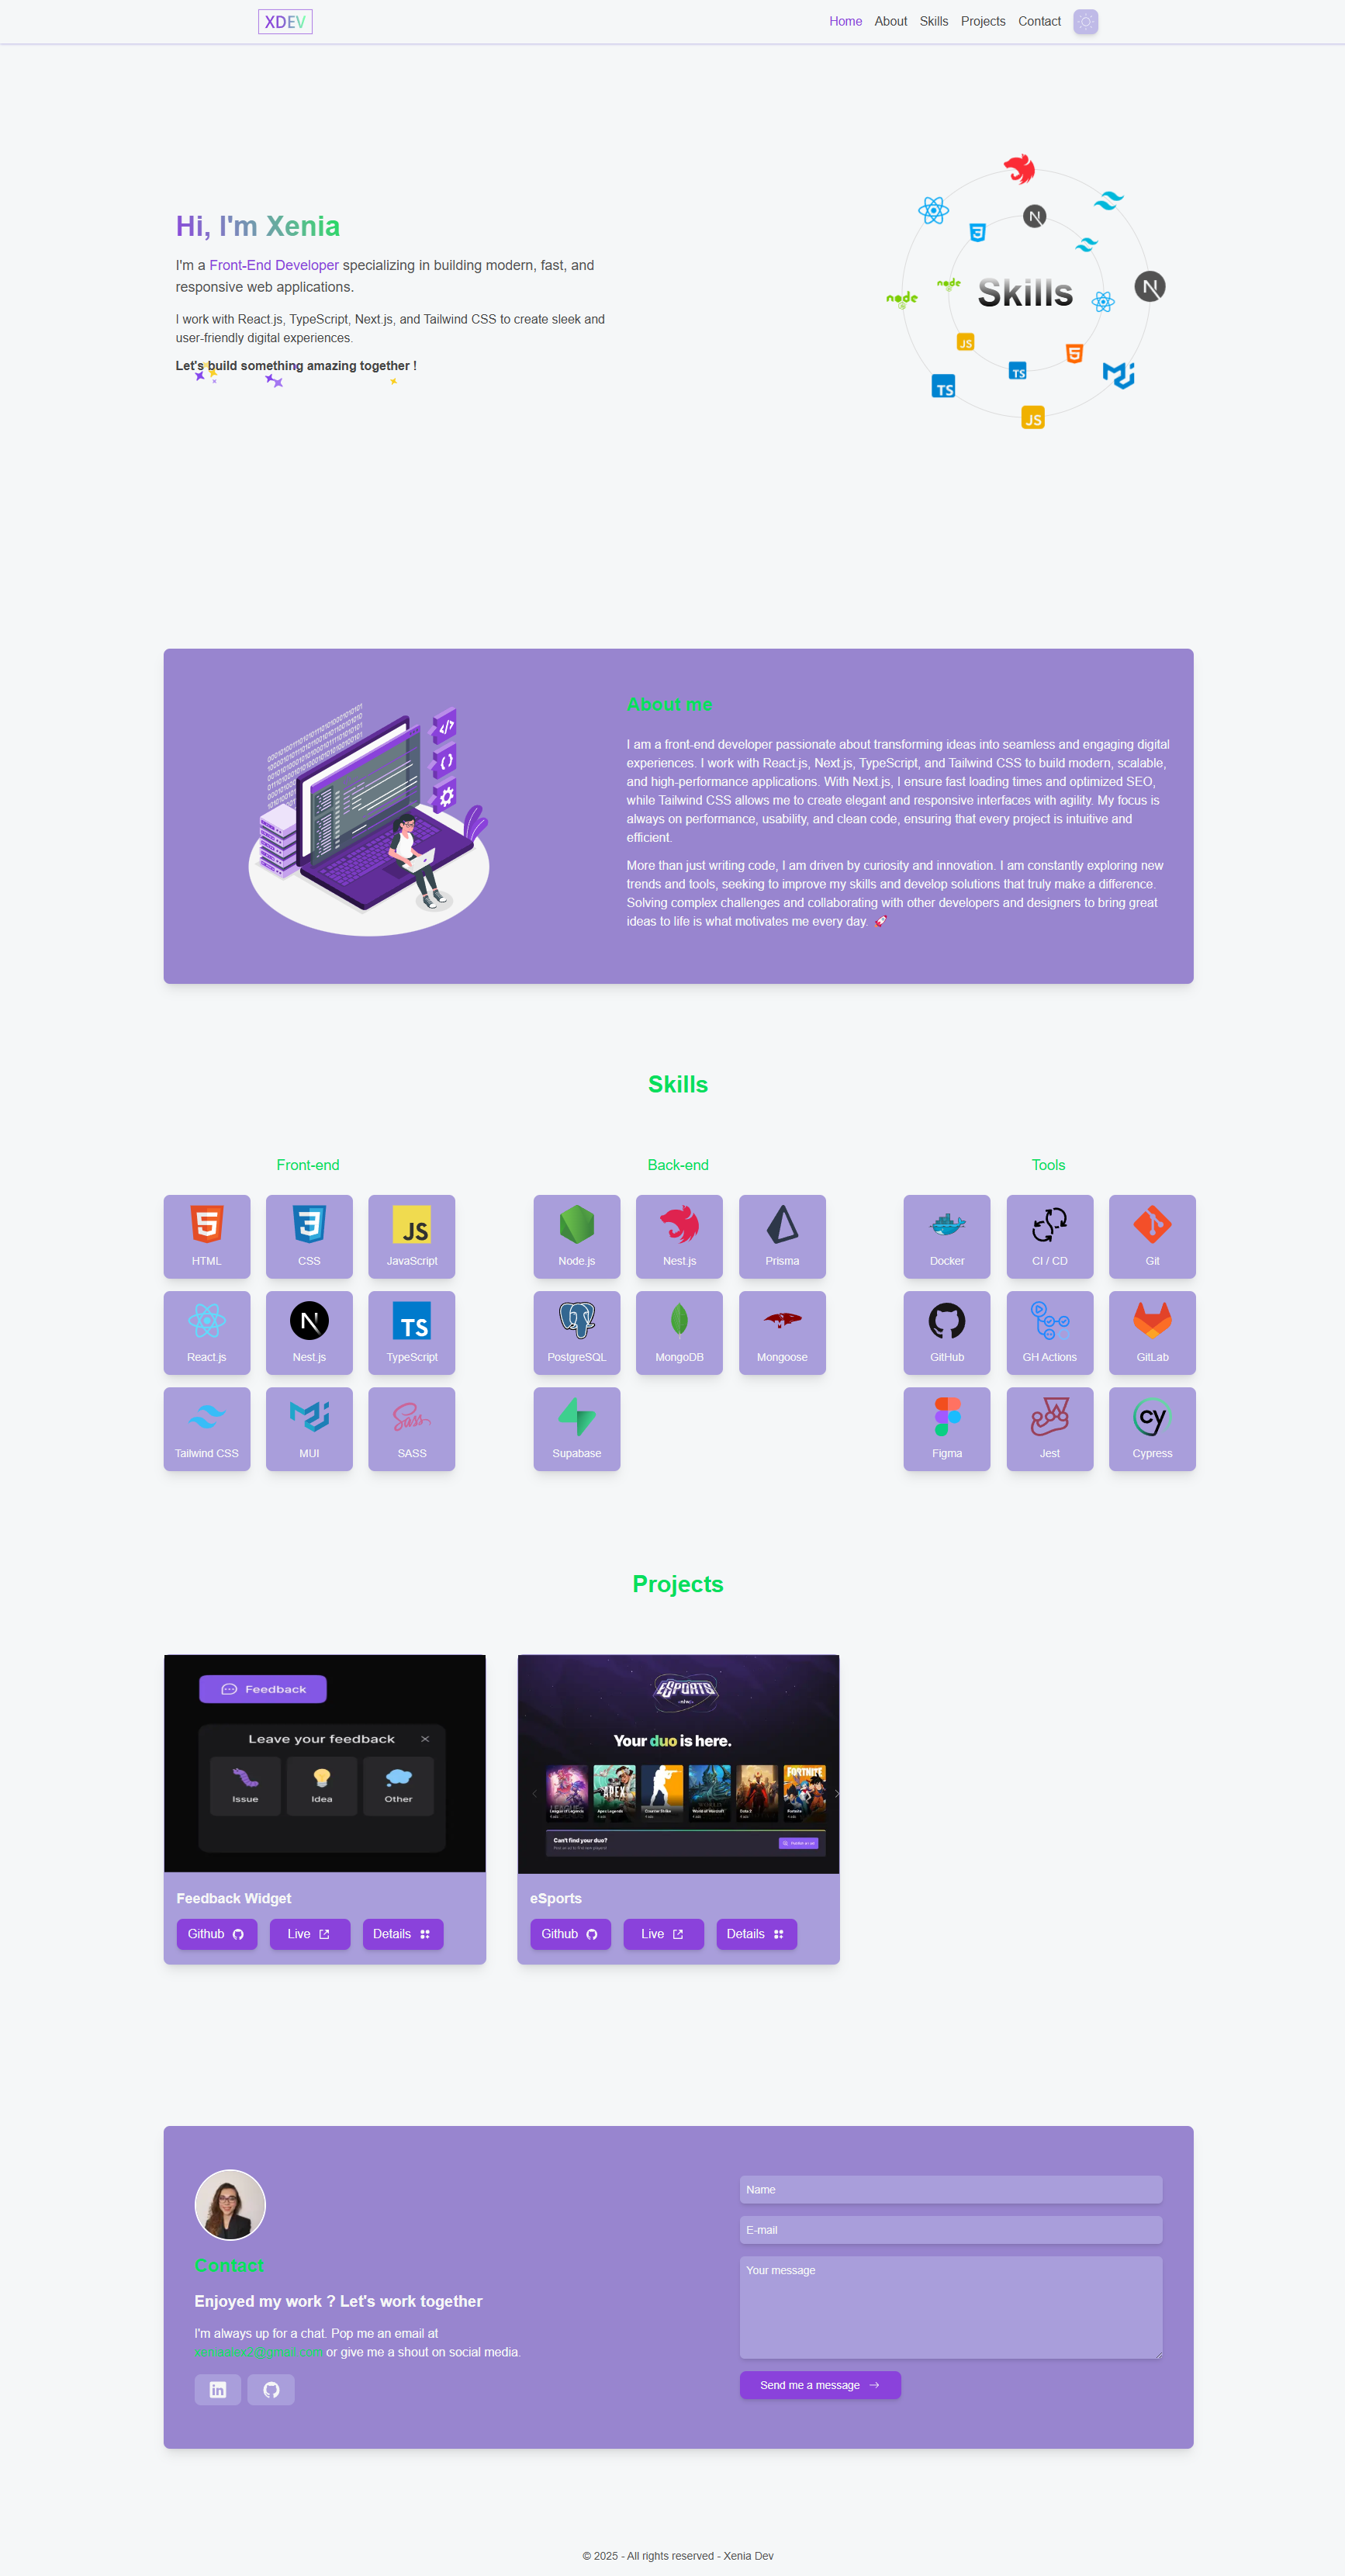 XDEV
Home About Skills Projects Contact
Hi, I'm Xenia
I'm a Front-End Developer specializing in building modern, fast, and
responsive web applications.
I work with React.js, TypeScript, Next.js, and Tailwind CSS to create sleek and
user-friendly digital experiences.
Let's build something amazing together !
Skills
About me
I am a front-end developer passionate about transforming ideas into seamless and engaging digital
experiences. I work with React.js, Next.js, TypeScript, and Tailwind CSS to build modern, scalable,
and high-performance applications. With Next.js, I ensure fast loading times and optimized SEO,
while Tailwind CSS allows me to create elegant and responsive interfaces with agility. My focus is
always on performance, usability, and clean code, ensuring that every project is intuitive and
efficient.
More than just writing code, I am driven by curiosity and innovation. I am constantly exploring new
trends and tools, seeking to improve my skills and develop solutions that truly make a difference.
Solving complex challenges and collaborating with other developers and designers to bring great
ideas to life is what motivates me every day. 🚀
Skills
Front-end
HTML CSS JavaScript
React.js Nest.js TypeScript
Tailwind CSS MUI SASS
Back-end
Node.js Nest.js Prisma
PostgreSQL MongoDB Mongoose
Supabase
Tools
Docker CI / CD Git
GitHub GH Actions GitLab
Figma Jest Cypress
Projects
Feedback
Leave your feedback
Issue Idea Other
Feedback Widget
Github Live Details
ESPORTS
Your duo is here.
League of Legends Apex Legends Counter Strike World of Warcraft Dota 2 Fortnite
Can't find your duo?
eSports
Github Live Details
Contact
Enjoyed my work ? Let's work together
I'm always up for a chat. Pop me an email at
or give me a shout on social media.
Name
E-mail
Your message
Send me a message
© 2025 - All rights reserved - Xenia Dev